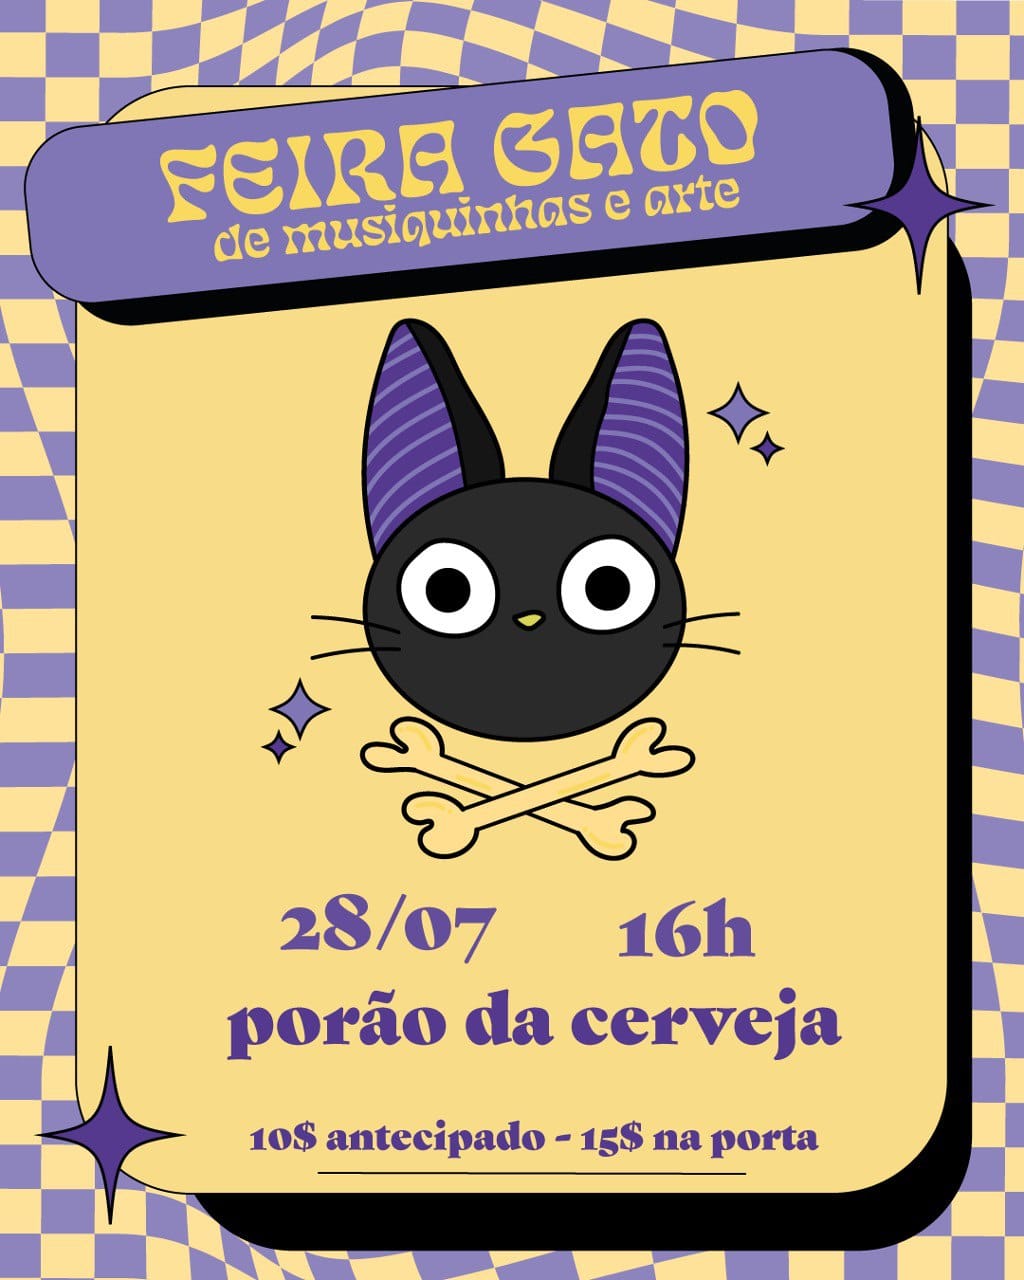 FEIRA GATO
de musiquinhas e arte
28/07 16h
porão da cerveja
10$ antecipado - 15$ na porta